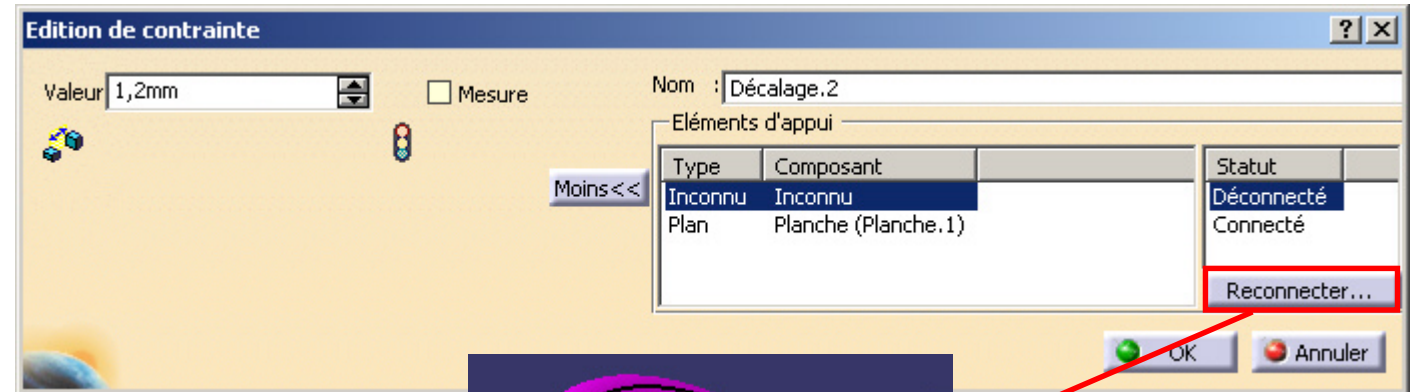 Edition de contrainte
Valeur 1,2mm
Mesure
Nom : Décalage.2
Eléments d'appui
Type Composant Statut
Inconnu Inconnu Déconnecté
Plan Planche (Planche.1) Connecté
Moins<<
Reconnecter...
OK Annuler